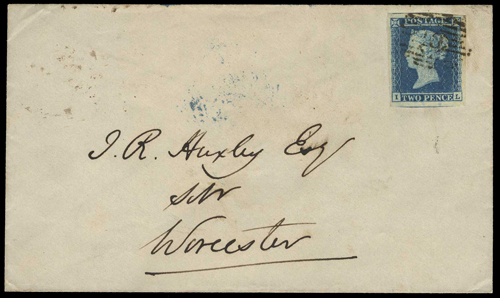 POSTAGE
TWO PENCE
I L
J. R. Huxley Esq
Worcester